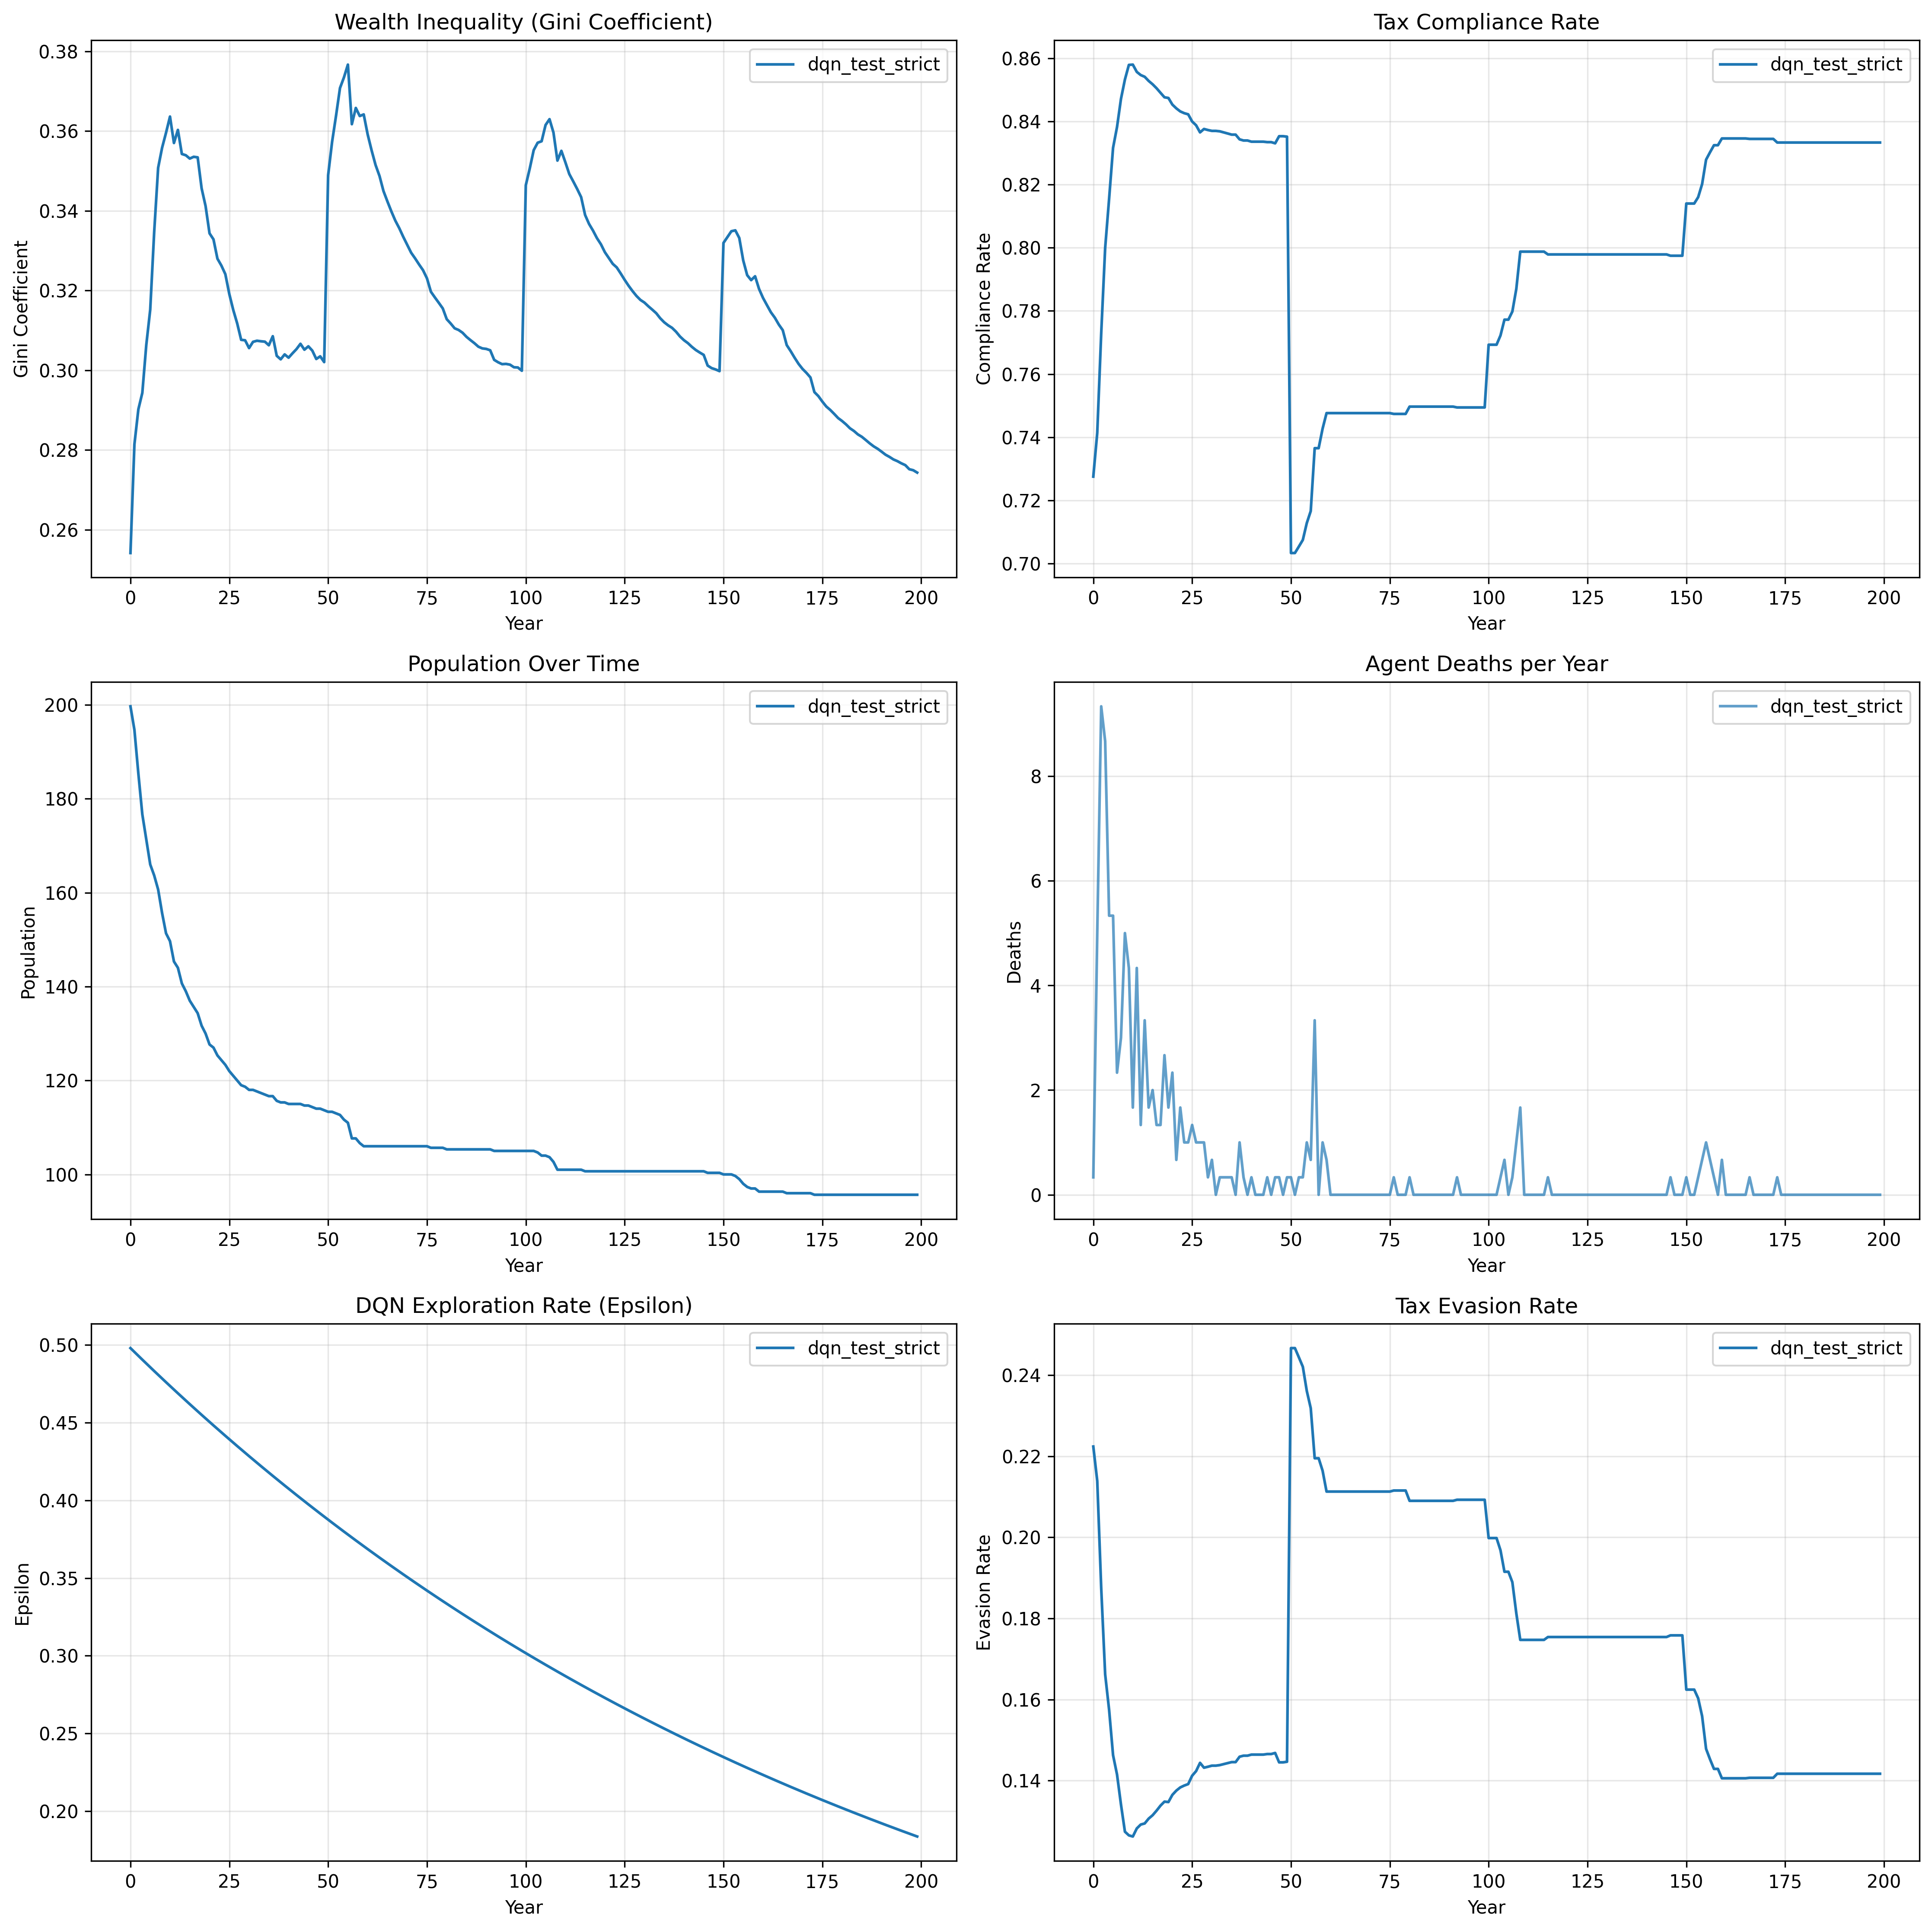 Wealth Inequality (Gini Coefficient)
dqn_test_strict
0.38
0.36
0.34
0.32
0.30
0.28
0.26
Gini Coefficient
0 25 50 75 100 125 150 175 200
Year
Tax Compliance Rate
dqn_test_strict
0.86
0.84
0.82
0.80
0.78
0.76
0.74
0.72
0.70
Compliance Rate
0 25 50 75 100 125 150 175 200
Year
Population Over Time
dqn_test_strict
200
180
160
140
120
100
Population
0 25 50 75 100 125 150 175 200
Year
Agent Deaths per Year
dqn_test_strict
8
6
4
2
0
Deaths
0 25 50 75 100 125 150 175 200
Year
DQN Exploration Rate (Epsilon)
dqn_test_strict
0.50
0.45
0.40
0.35
0.30
0.25
0.20
Epsilon
0 25 50 75 100 125 150 175 200
Year
Tax Evasion Rate
dqn_test_strict
0.24
0.22
0.20
0.18
0.16
0.14
Evasion Rate
0 25 50 75 100 125 150 175 200
Year